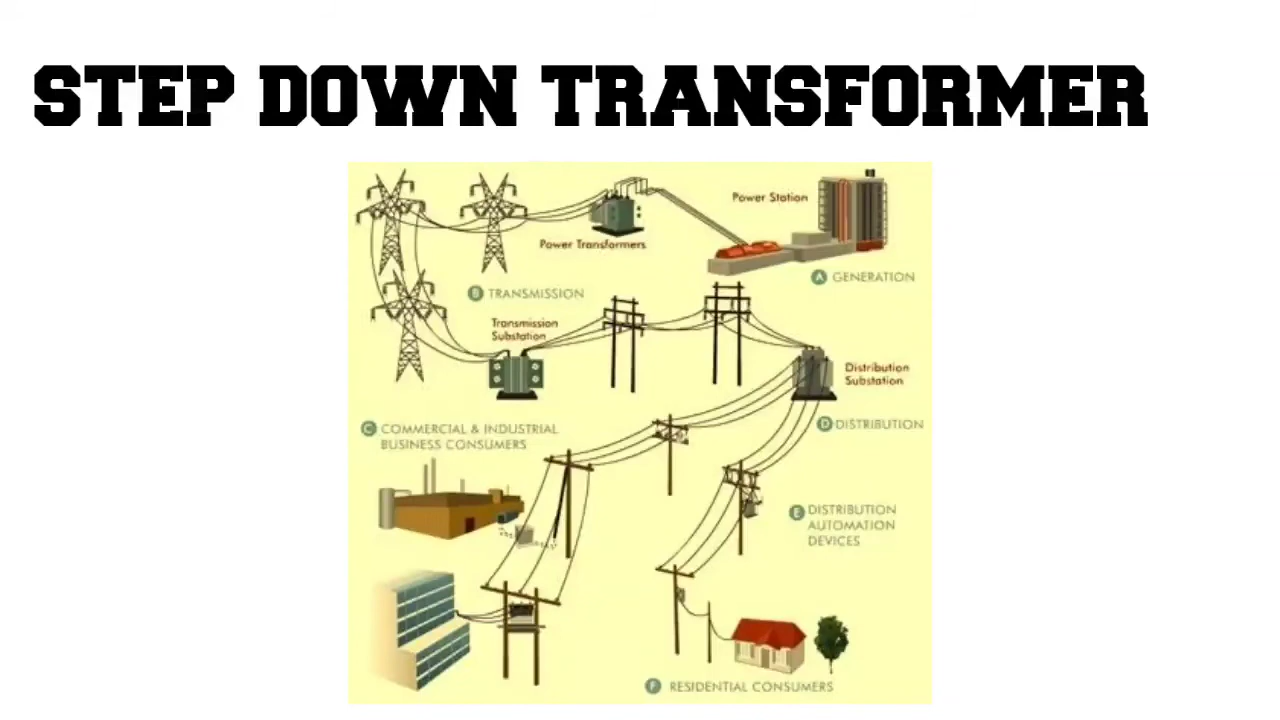 STEP DOWN TRANSFORMER
Power Station
Power Transformers
A GENERATION
B TRANSMISSION
Transmission
Substation
Distribution
Substation
C COMMERCIAL & INDUSTRIAL
BUSINESS CONSUMERS
D DISTRIBUTION
E DISTRIBUTION
AUTOMATION
DEVICES
F RESIDENTIAL CONSUMERS